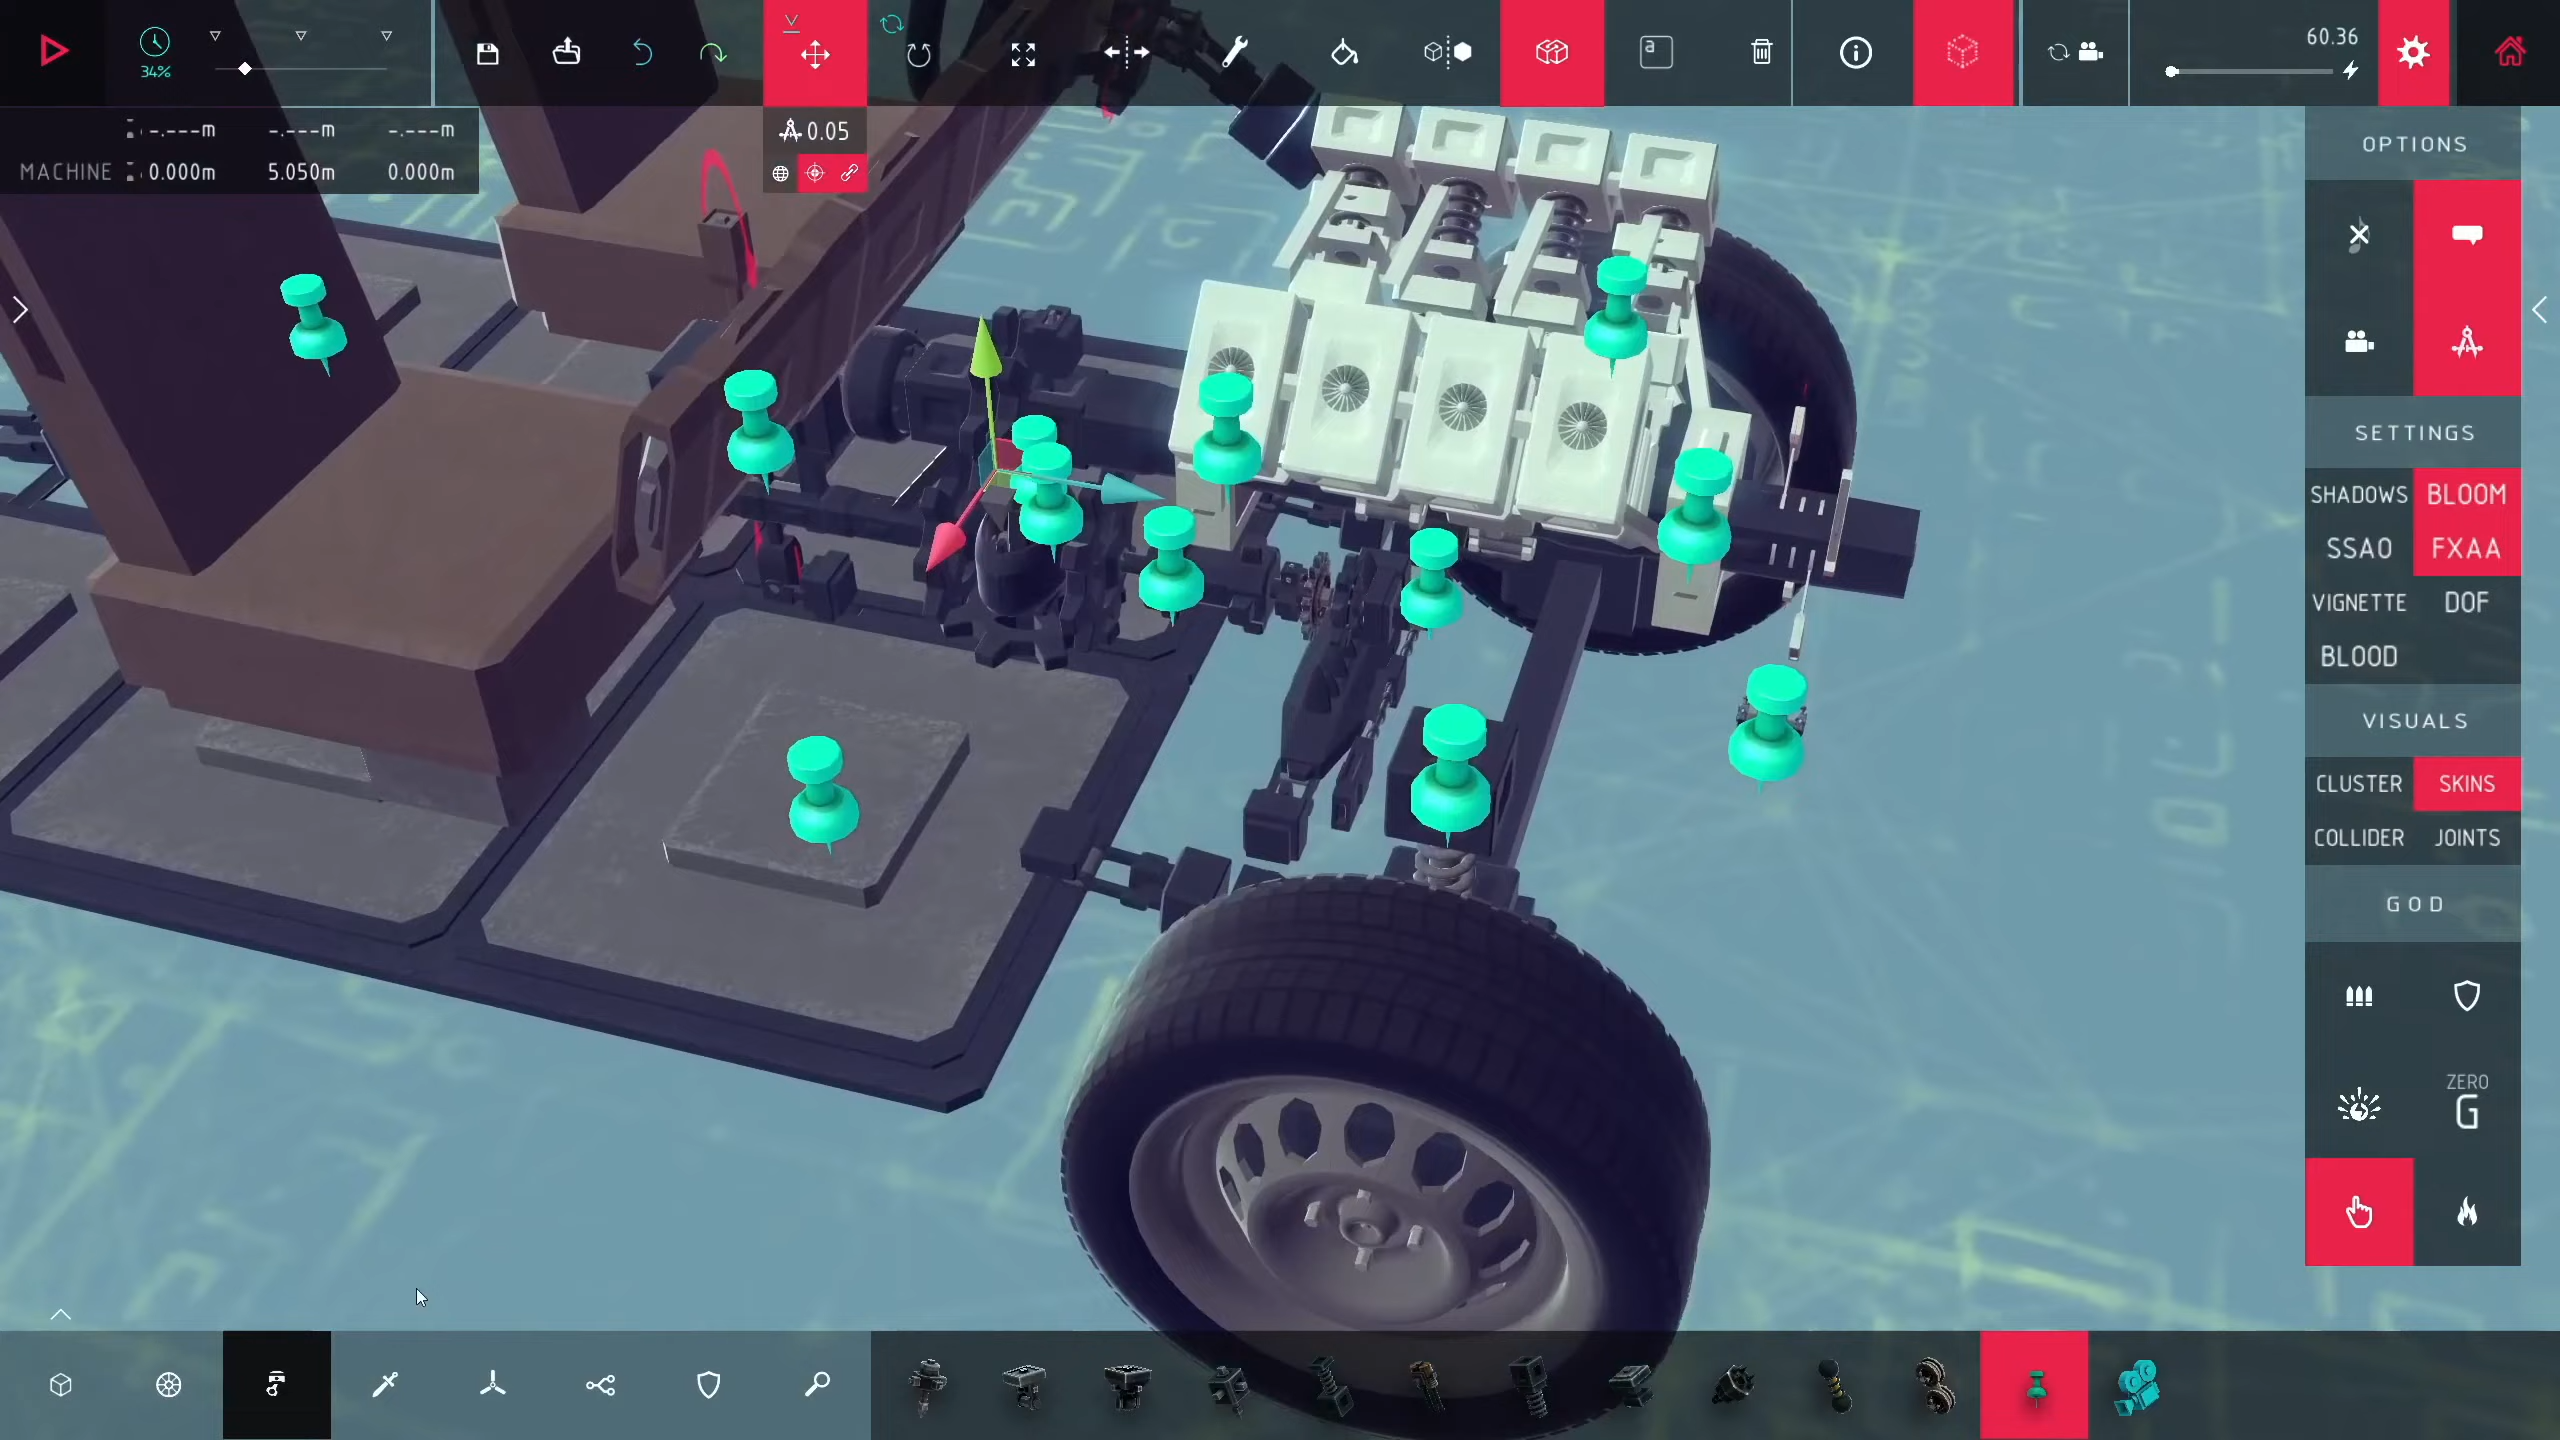 34%
60.36
-.---m -.---m -.---m
MACHINE 0.000m 5.050m 0.000m
0.05
a
OPTIONS
SETTINGS
SHADOWS BLOOM
SSAO FXAA
VIGNETTE DOF
BLOOD
VISUALS
CLUSTER SKINS
COLLIDER JOINTS
GOD
ZERO
G